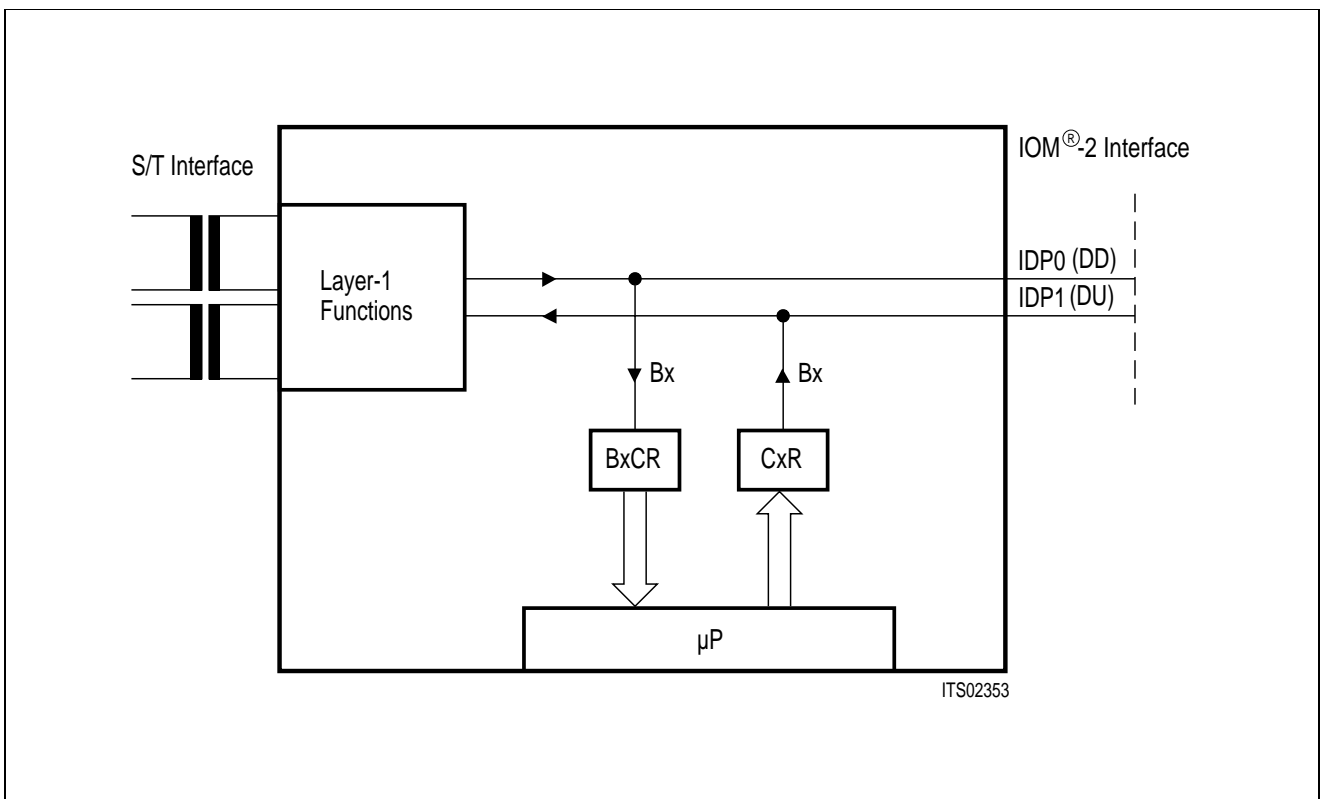 S/T Interface
IOM®-2 Interface
Layer-1
Functions
IDP0 (DD)
IDP1 (DU)
Bx
Bx
BxCR
CxR
µP
ITS02353